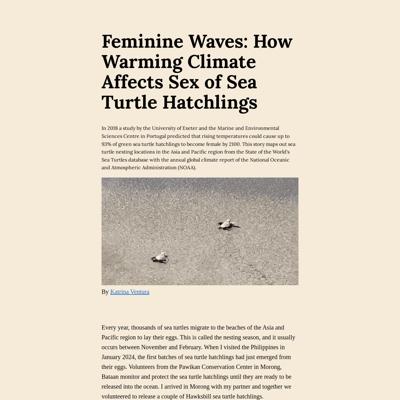 Feminine Waves: How
Warming Climate
Affects Sex of Sea
Turtle Hatchlings
In 2018 a study by the University of Exeter and the Marine and Environmental
Sciences Centre in Portugal predicted that rising temperatures could cause up to
93% of green sea turtle hatchlings to become female by 2100. This story maps out sea
turtle nesting locations in the Asia and Pacific region from the State of the World's
Sea Turtles database with the annual global climate report of the National Oceanic
and Atmospheric Administration (NOAA).
By Katrina Ventura
Every year, thousands of sea turtles migrate to the beaches of the Asia and
Pacific region to lay their eggs. This is called the nesting season, and it usually
occurs between November and February. When I visited the Philippines in
January 2024, the first batches of sea turtle hatchlings had just emerged from
their eggs. Volunteers from the Pawikan Conservation Center in Morong,
Bataan monitor and protect the sea turtle hatchlings until they are ready to be
released into the ocean. I arrived in Morong with my partner and together we
volunteered to release a couple of Hawksbill sea turtle hatchlings.